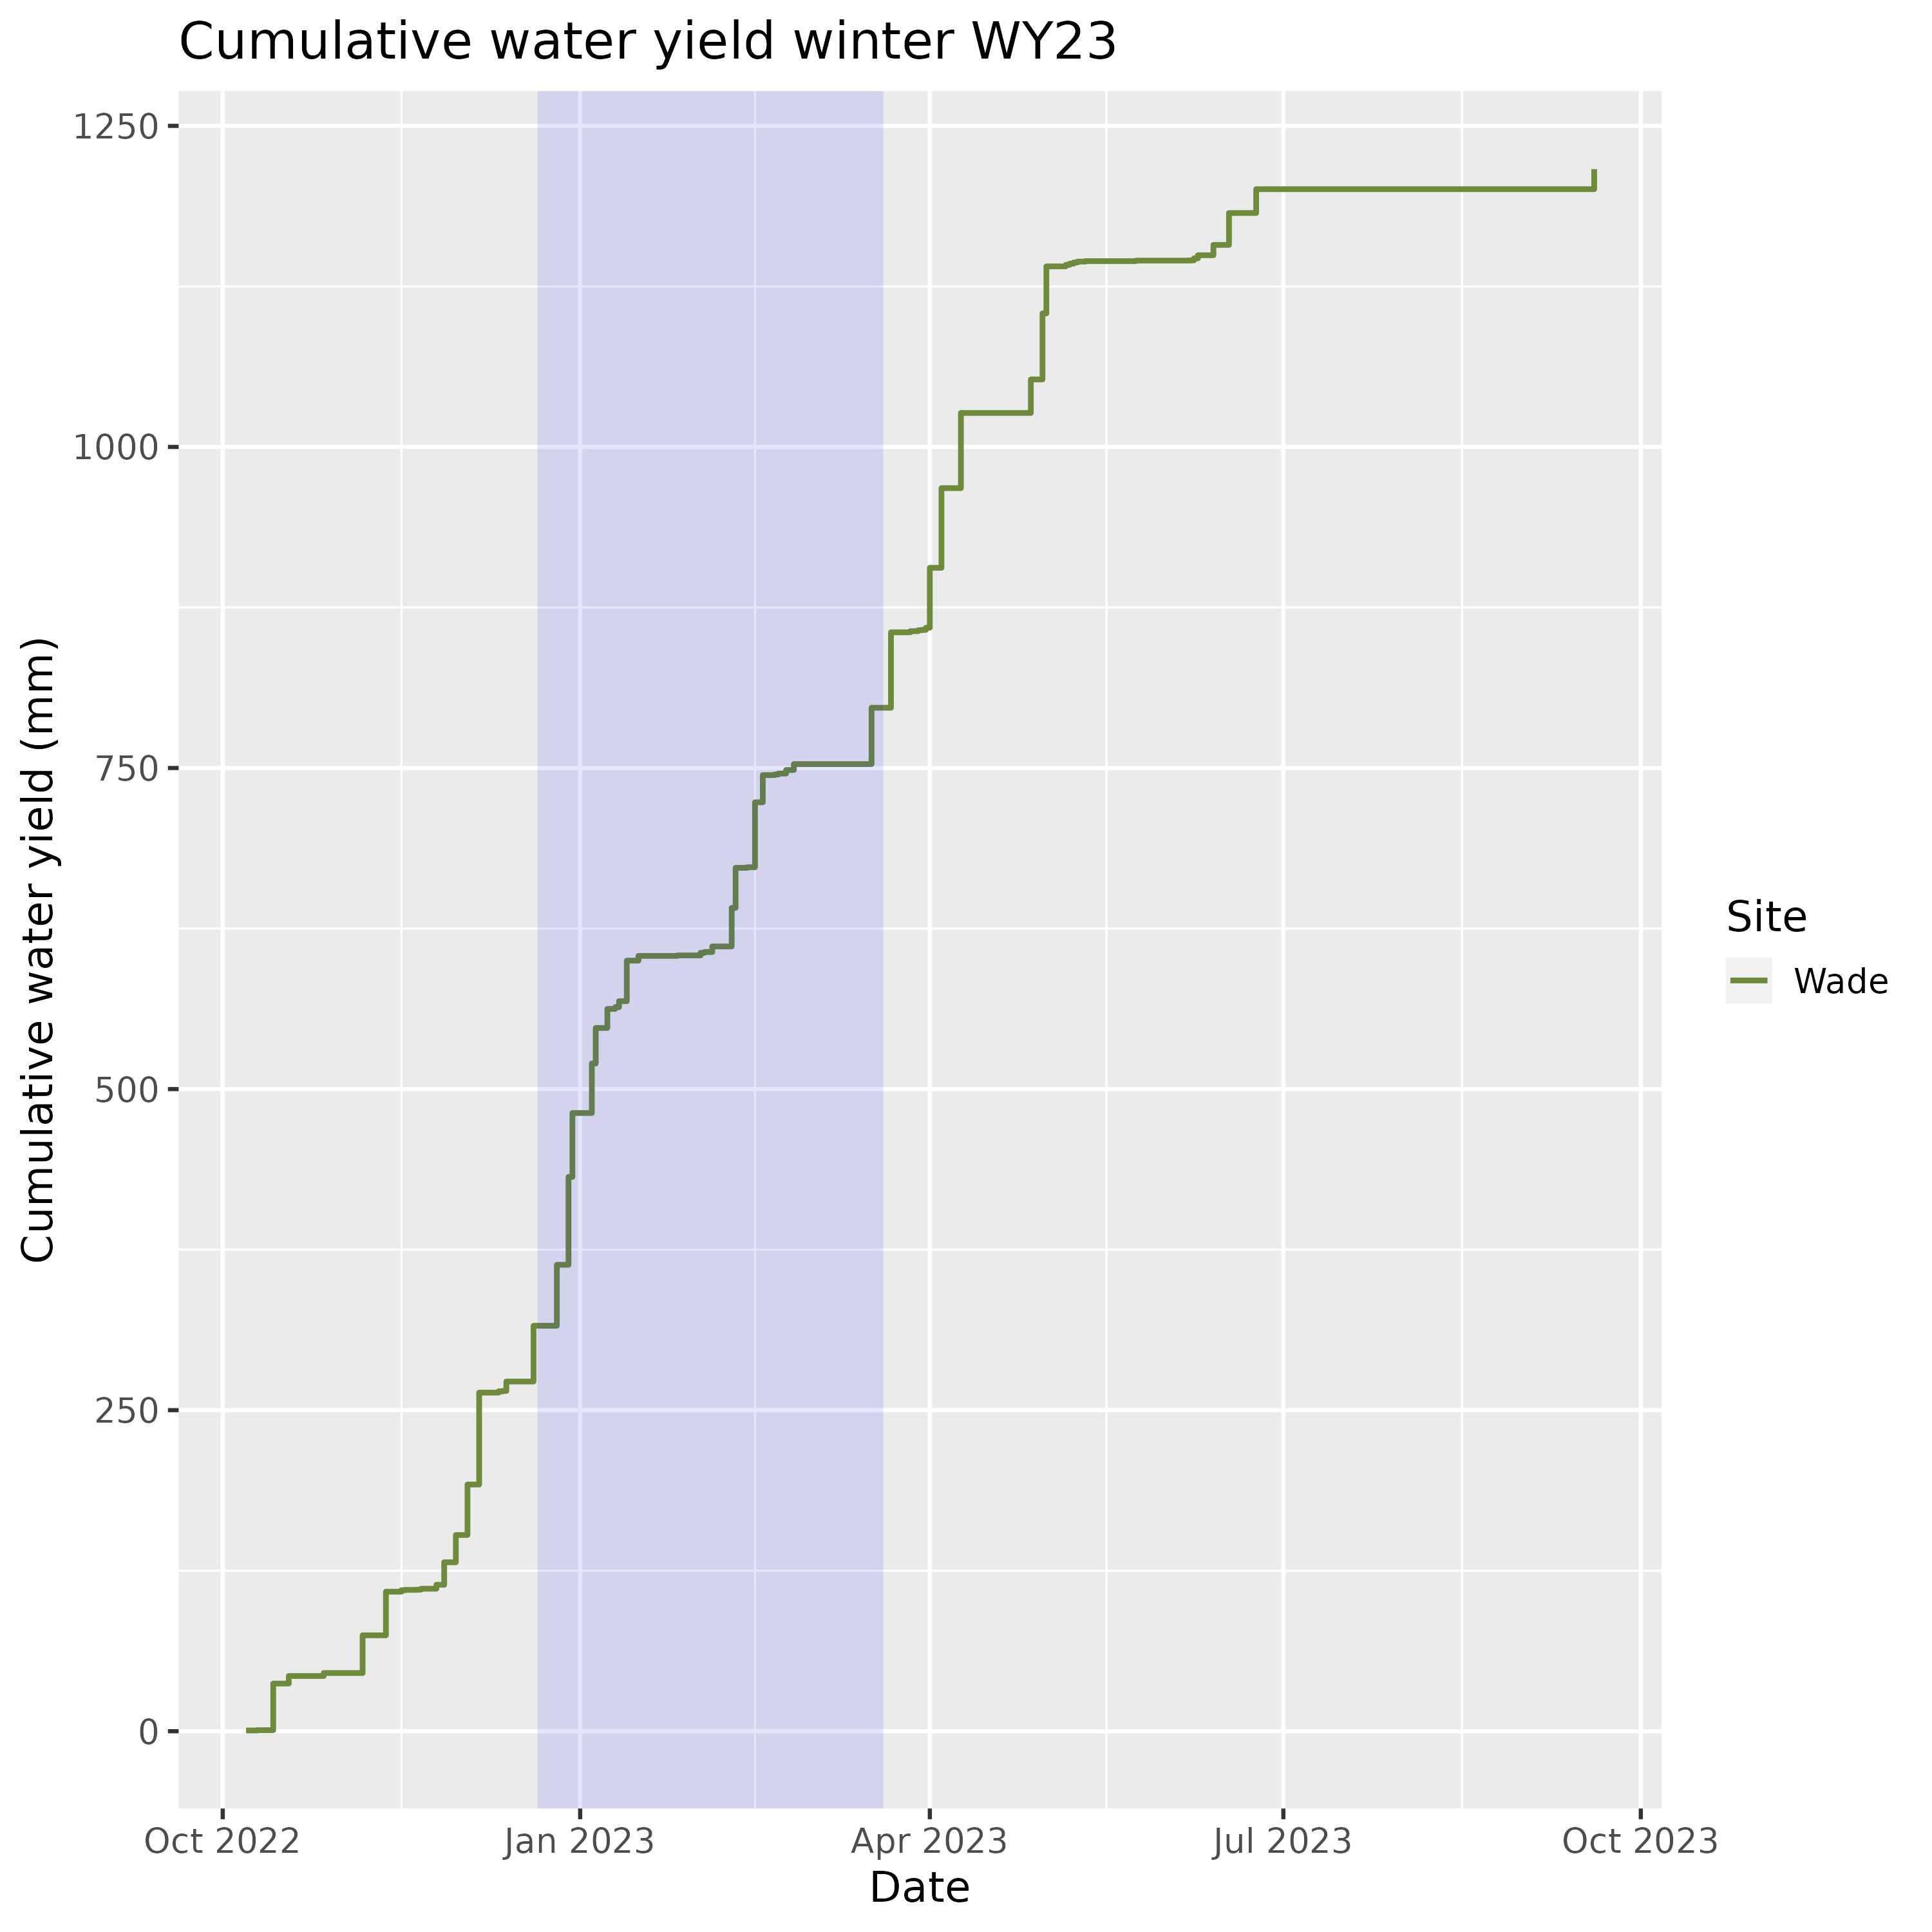 Cumulative water yield winter WY23
Cumulative water yield (mm)
1250
1000
750
500
250
0
Oct 2022
Jan 2023
Apr 2023
Jul 2023
Oct 2023
Date
Site
Wade